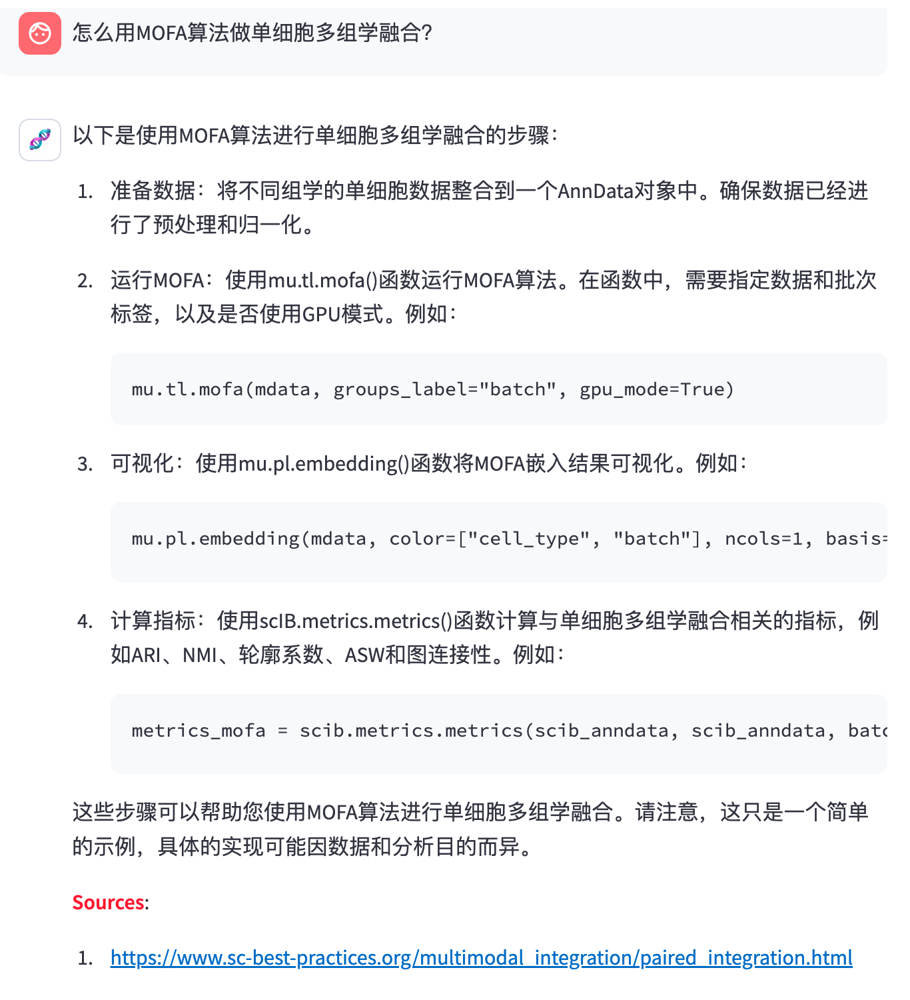 怎么用MOFA算法做单细胞多组学融合?
以下是使用MOFA算法进行单细胞多组学融合的步骤：
1. 准备数据：将不同组学的单细胞数据整合到一个AnnData对象中。确保数据已经进
行了预处理和归一化。
2. 运行MOFA：使用mu.tl.mofa()函数运行MOFA算法。在函数中，需要指定数据和批次
标签，以及是否使用GPU模式。例如：
mu.tl.mofa(mdata, groups_label="batch", gpu_mode=True)
3. 可视化：使用mu.pl.embedding()函数将MOFA嵌入结果可视化。例如：
mu.pl.embedding(mdata, color=["cell_type", "batch"], ncols=1, basis=
4. 计算指标：使用scIB.metrics.metrics()函数计算与单细胞多组学融合相关的指标，例
如ARI、NMI、轮廓系数、ASW和图连接性。例如：
metrics_mofa = scib.metrics.metrics(scib_anndata, scib_anndata, batc
这些步骤可以帮助您使用MOFA算法进行单细胞多组学融合。请注意，这只是一个简单
的示例，具体的实现可能因数据和分析目的而异。
Sources:
1. https://www.sc-best-practices.org/multimodal_integration/paired_integration.html